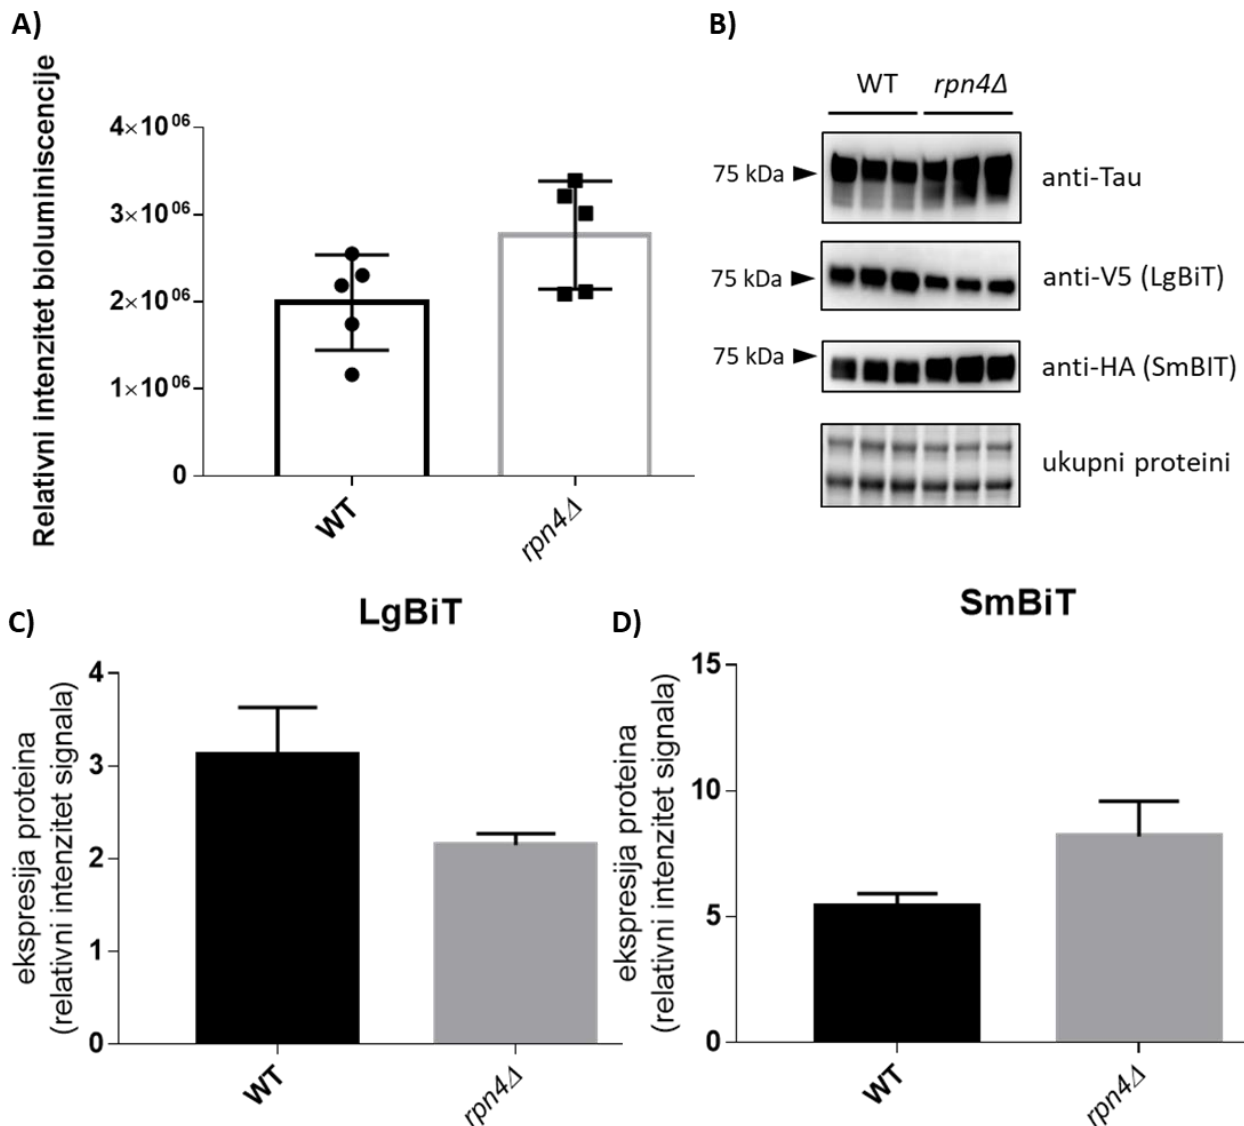 A)
Relativni intenzitet bioluminiscencije
4×10⁰⁶
3×10⁰⁶
2×10⁰⁶
1×10⁰⁶
0
WT
rpn4Δ
B)
WT rpn4Δ
75 kDa anti-Tau
75 kDa anti-V5 (LgBiT)
75 kDa anti-HA (SmBIT)
ukupni proteini
C)
LgBiT
ekspresija proteina
(relativni intenzitet signala)
4
3
2
1
0
WT
rpn4Δ
D)
SmBiT
ekspresija proteina
(relativni intenzitet signala)
15
10
5
0
WT
rpn4Δ